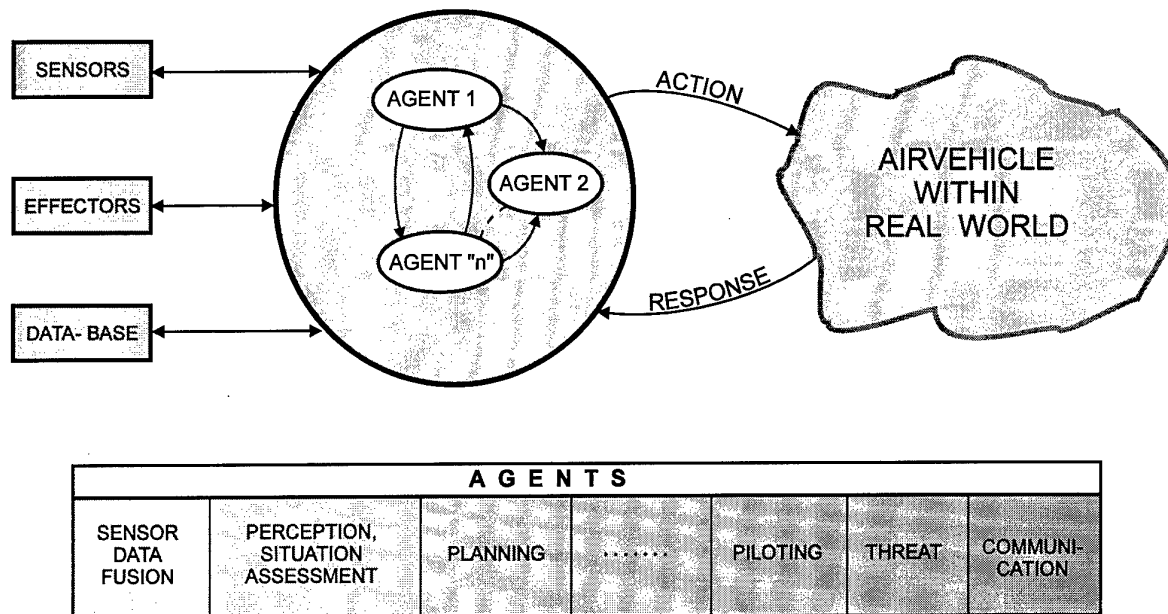 SENSORS
EFFECTORS
DATA- BASE
AGENT 1
AGENT 2
AGENT "n"
ACTION
RESPONSE
AIRVEHICLE
WITHIN
REAL WORLD
AGENTS
SENSOR
DATA
FUSION
PERCEPTION,
SITUATION
ASSESSMENT
PLANNING
.......
PILOTING
THREAT
COMMUNI-
CATION